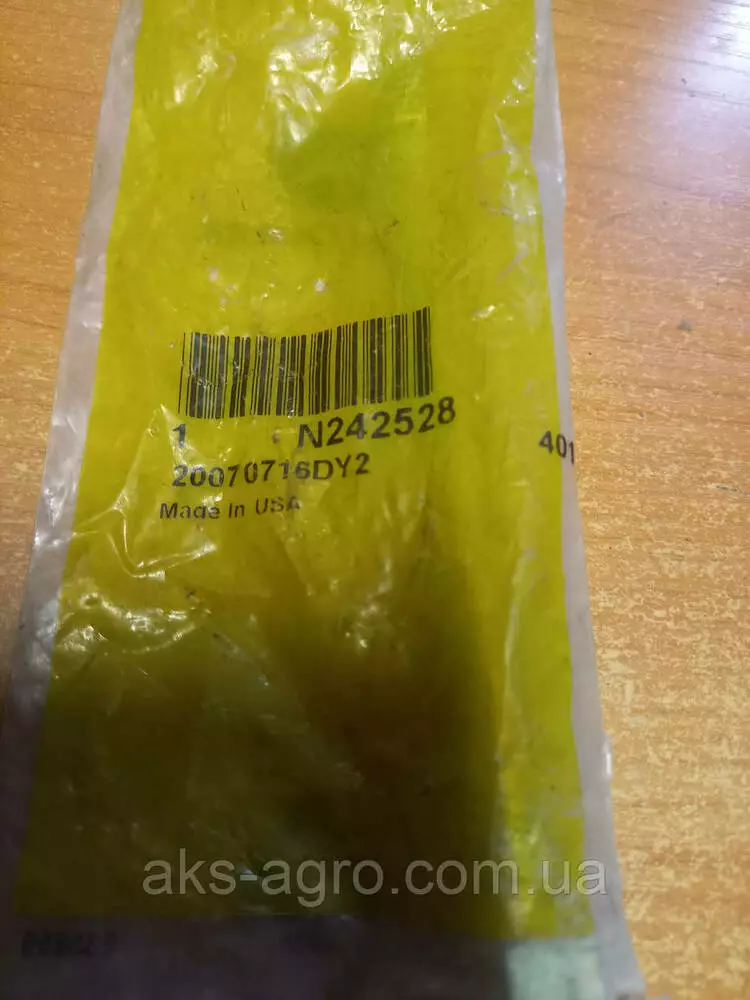 1 N242528
401
20070716DY2
Made in USA
aks-agro.com.ua